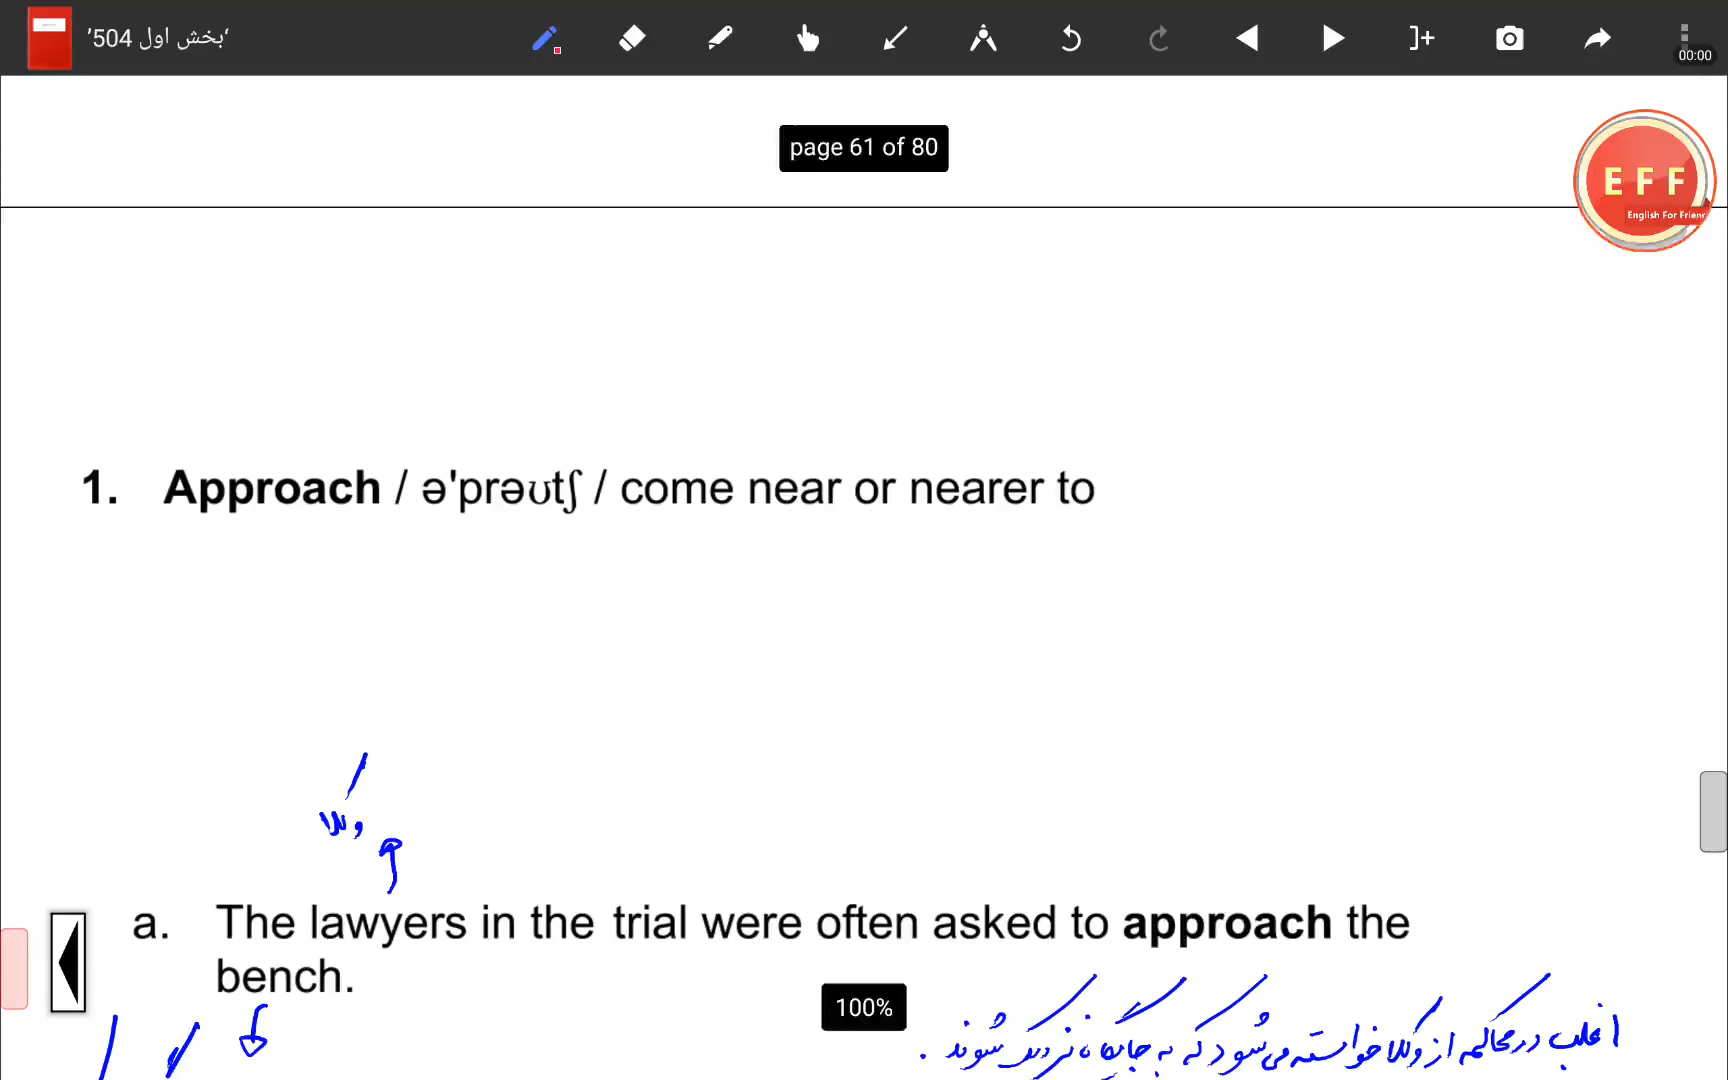 ‘بخش اول 504’
00:00
page 61 of 80
E F F
English For Frien
1. Approach / ə'prəʊtʃ / come near or nearer to
وکلا
a. The lawyers in the trial were often asked to approach the
bench.
100%
اغلب در محاکمه از وکلا خواسته می‌شود که به جایگاه نزدیک شوند .